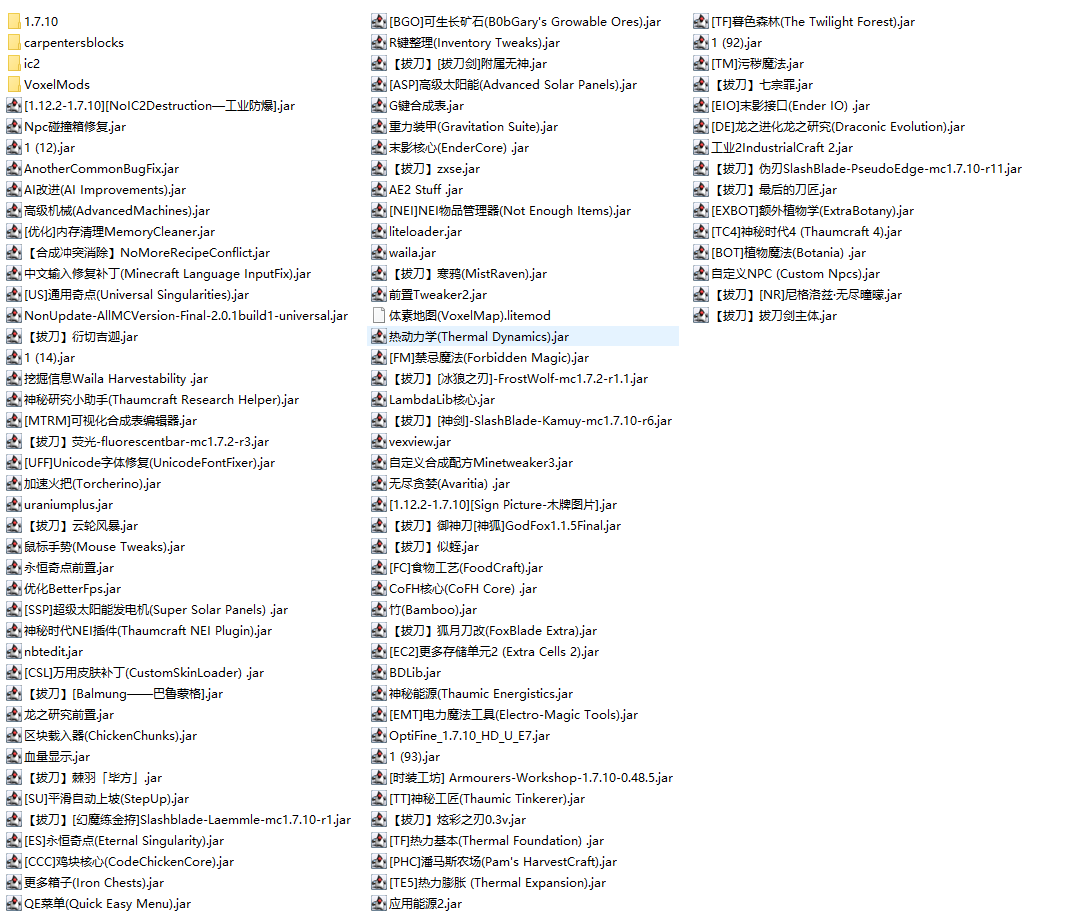 1.7.10
carpentersblocks
ic2
VoxelMods
[1.12.2-1.7.10][NoIC2Destruction—工业防爆].jar
Npc碰撞箱修复.jar
1 (12).jar
AnotherCommonBugFix.jar
AI改进(AI Improvements).jar
高级机械(AdvancedMachines).jar
[优化]内存清理MemoryCleaner.jar
【合成冲突消除】NoMoreRecipeConflict.jar
中文输入修复补丁(Minecraft Language InputFix).jar
[US]通用奇点(Universal Singularities).jar
NonUpdate-AllMCVersion-Final-2.0.1build1-universal.jar
【拔刀】衍切吉迦.jar
1 (14).jar
挖掘信息Waila Harvestability .jar
神秘研究小助手(Thaumcraft Research Helper).jar
[MTRM]可视化合成表编辑器.jar
【拔刀】荧光-fluorescentbar-mc1.7.2-r3.jar
[UFF]Unicode字体修复(UnicodeFontFixer).jar
加速火把(Torcherino).jar
uraniumplus.jar
【拔刀】云轮风暴.jar
鼠标手势(Mouse Tweaks).jar
永恒奇点前置.jar
优化BetterFps.jar
[SSP]超级太阳能发电机(Super Solar Panels) .jar
神秘时代NEI插件(Thaumcraft NEI Plugin).jar
nbtedit.jar
[CSL]万用皮肤补丁(CustomSkinLoader) .jar
【拔刀】[Balmung——巴鲁蒙格].jar
龙之研究前置.jar
区块载入器(ChickenChunks).jar
血量显示.jar
【拔刀】棘羽「毕方」.jar
[SU]平滑自动上坡(StepUp).jar
【拔刀】[幻魔练金拵]Slashblade-Laemmle-mc1.7.10-r1.jar
[ES]永恒奇点(Eternal Singularity).jar
[CCC]鸡块核心(CodeChickenCore).jar
更多箱子(Iron Chests).jar
QE菜单(Quick Easy Menu).jar
[BGO]可生长矿石(B0bGary's Growable Ores).jar
R键整理(Inventory Tweaks).jar
【拔刀】[拔刀剑]附属无神.jar
[ASP]高级太阳能(Advanced Solar Panels).jar
G键合成表.jar
重力装甲(Gravitation Suite).jar
末影核心(EnderCore) .jar
【拔刀】zxse.jar
AE2 Stuff .jar
[NEI]NEI物品管理器(Not Enough Items).jar
liteloader.jar
waila.jar
【拔刀】寒鸦(MistRaven).jar
前置Tweaker2.jar
体素地图(VoxelMap).litemod
热动力学(Thermal Dynamics).jar
[FM]禁忌魔法(Forbidden Magic).jar
【拔刀】[冰狼之刃]-FrostWolf-mc1.7.2-r1.1.jar
LambdaLib核心.jar
【拔刀】[神剑]-SlashBlade-Kamuy-mc1.7.10-r6.jar
vexview.jar
自定义合成配方Minetweaker3.jar
无尽贪婪(Avaritia) .jar
[1.12.2-1.7.10][Sign Picture-木牌图片].jar
【拔刀】御神刀[神狐]GodFox1.1.5Final.jar
【拔刀】似蛭.jar
[FC]食物工艺(FoodCraft).jar
CoFH核心(CoFH Core) .jar
竹(Bamboo).jar
【拔刀】狐月刀改(FoxBlade Extra).jar
[EC2]更多存储单元2 (Extra Cells 2).jar
BDLib.jar
神秘能源(Thaumic Energistics.jar
[EMT]电力魔法工具(Electro-Magic Tools).jar
OptiFine_1.7.10_HD_U_E7.jar
1 (93).jar
[时装工坊] Armourers-Workshop-1.7.10-0.48.5.jar
[TT]神秘工匠(Thaumic Tinkerer).jar
【拔刀】炫彩之刃0.3v.jar
[TF]热力基本(Thermal Foundation) .jar
[PHC]潘马斯农场(Pam's HarvestCraft).jar
[TE5]热力膨胀 (Thermal Expansion).jar
应用能源2.jar
[TF]暮色森林(The Twilight Forest).jar
1 (92).jar
[TM]污秽魔法.jar
【拔刀】七宗罪.jar
[EIO]末影接口(Ender IO) .jar
[DE]龙之进化龙之研究(Draconic Evolution).jar
工业2IndustrialCraft 2.jar
【拔刀】伪刃SlashBlade-PseudoEdge-mc1.7.10-r11.jar
【拔刀】最后的刀匠.jar
[EXBOT]额外植物学(ExtraBotany).jar
[TC4]神秘时代4 (Thaumcraft 4).jar
[BOT]植物魔法(Botania) .jar
自定义NPC (Custom Npcs).jar
【拔刀】[NR]尼格洛兹·无尽曈曚.jar
【拔刀】拔刀剑主体.jar